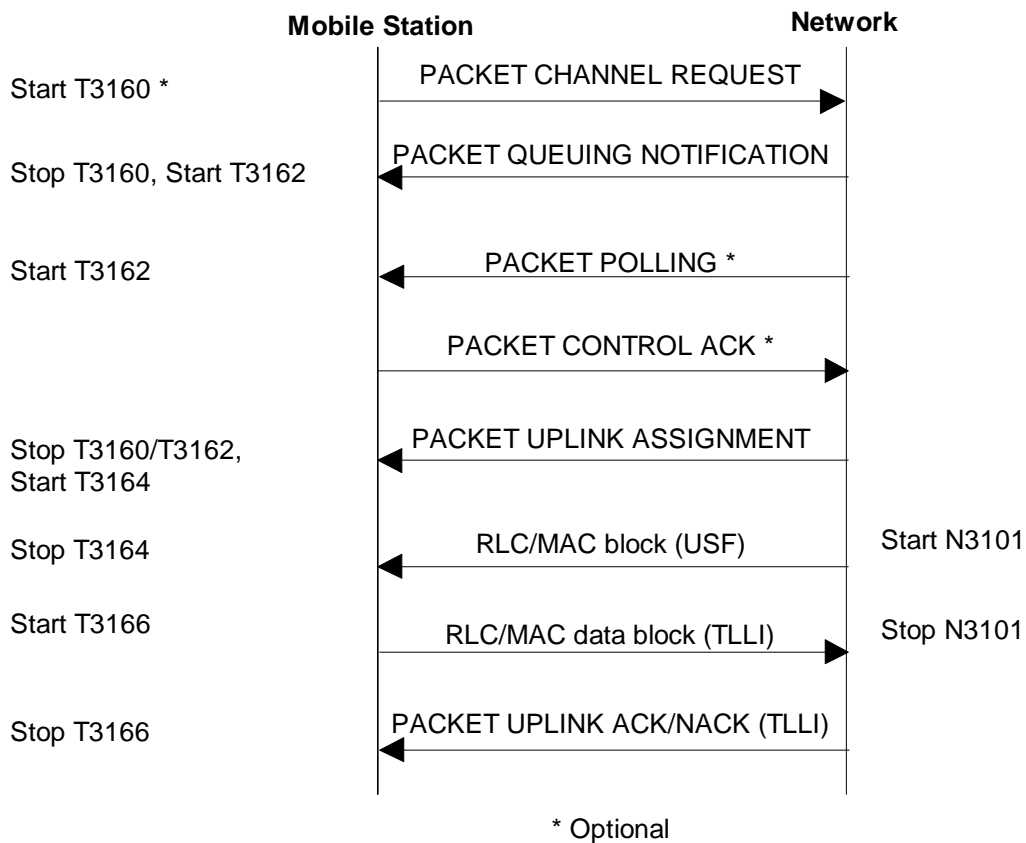 Mobile Station
Network
Start T3160 *
PACKET CHANNEL REQUEST
Stop T3160, Start T3162
PACKET QUEUING NOTIFICATION
Start T3162
PACKET POLLING *
PACKET CONTROL ACK *
Stop T3160/T3162,
Start T3164
PACKET UPLINK ASSIGNMENT
Stop T3164
RLC/MAC block (USF)
Start N3101
Start T3166
RLC/MAC data block (TLLI)
Stop N3101
Stop T3166
PACKET UPLINK ACK/NACK (TLLI)
* Optional